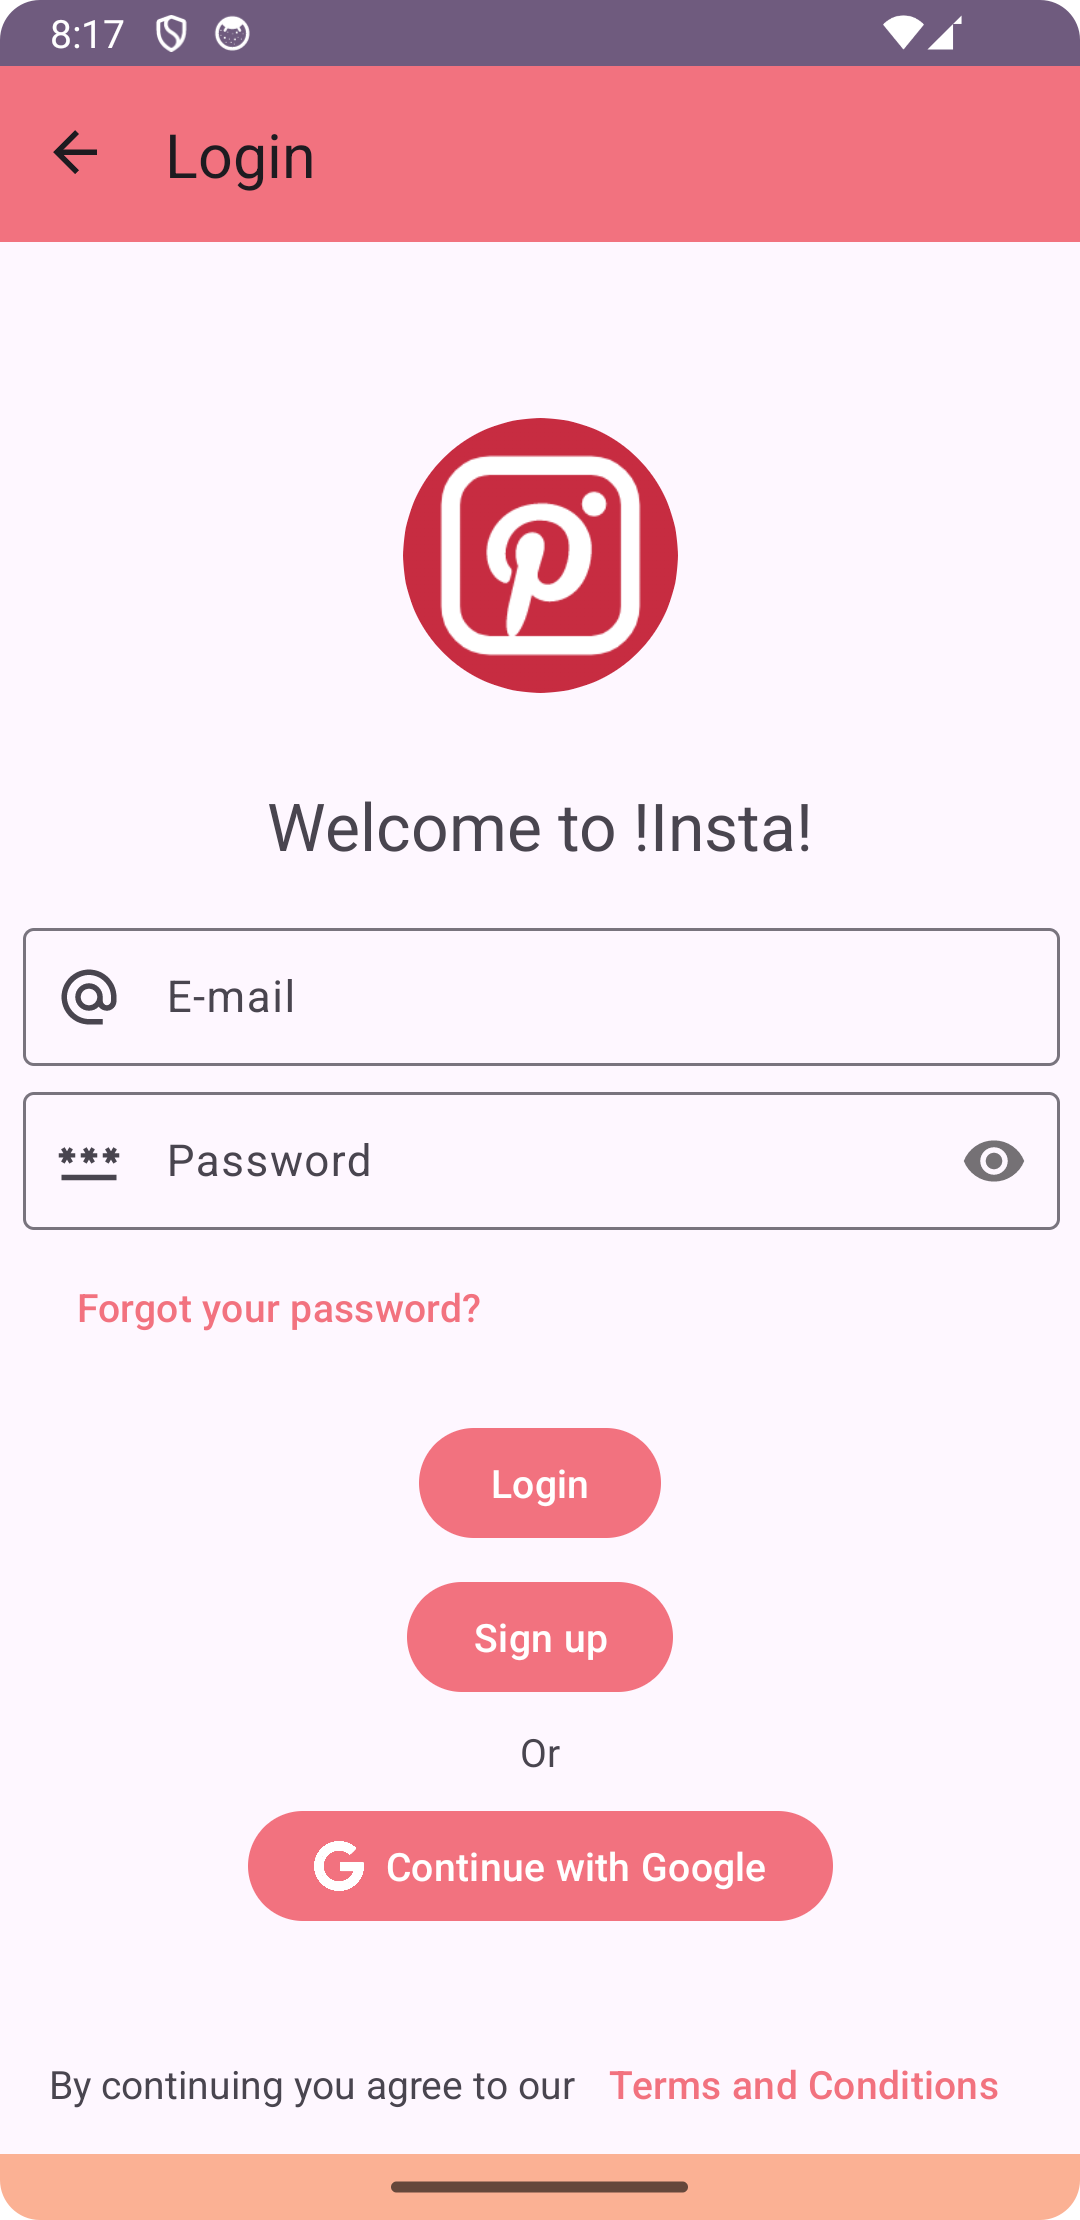 8:17
Login
Welcome to !Insta!
E-mail
Password
Forgot your password?
Login
Sign up
Or
Continue with Google
By continuing you agree to our Terms and Conditions